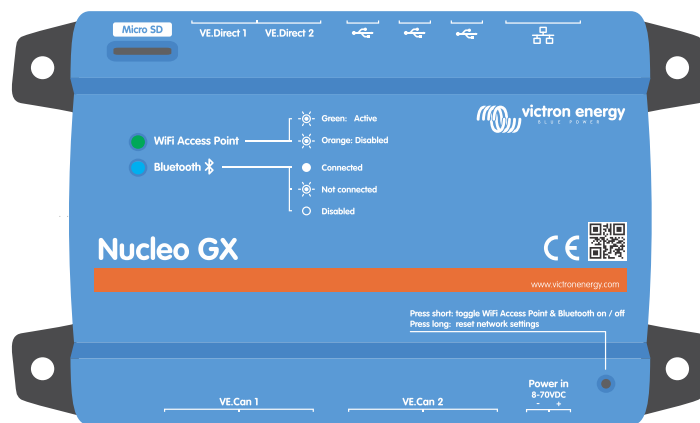 Micro SD
VE.Direct 1 VE.Direct 2
Green: Active
WiFi Access Point
Orange: Disabled
Bluetooth
Connected
Not connected
Disabled
victron energy
BLUE POWER
Nucleo GX
CE
www.victronenergy.com
Press short: toggle WiFi Access Point & Bluetooth on / off
Press long: reset network settings
VE.Can 1
VE.Can 2
Power in
8-70VDC
- +